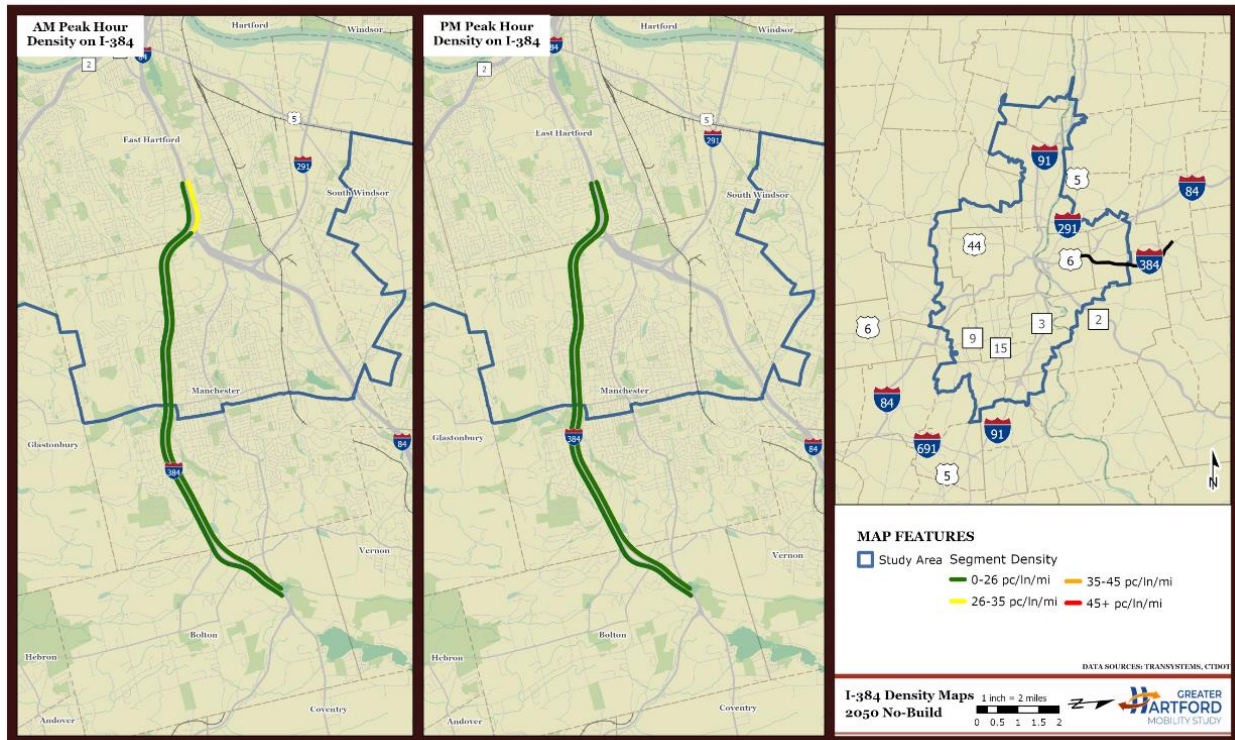 AM Peak Hour
Density on I-384
Hartford
Windsor
84
2
5
East Hartford
291
South Windsor
Manchester
Glastonbury
84
384
Vernon
Bolton
Hebron
Andover
Coventry
PM Peak Hour
Density on I-384
Hartford
Windsor
84
2
5
East Hartford
291
South Windsor
Manchester
Glastonbury
384
84
Vernon
Bolton
Hebron
Andover
Coventry
91
5
84
291
44
6
384
6
9
15
3
2
84
91
691
5
N
MAP FEATURES
Study Area
Segment Density
0-26 pc/ln/mi
35-45 pc/ln/mi
26-35 pc/ln/mi
45+ pc/ln/mi
DATA SOURCES: TRANSYSTEMS, CTDOT
I-384 Density Maps
2050 No-Build
1 inch = 2 miles
0 0.5 1 1.5 2
N
GREATER
HARTFORD
MOBILITY STUDY